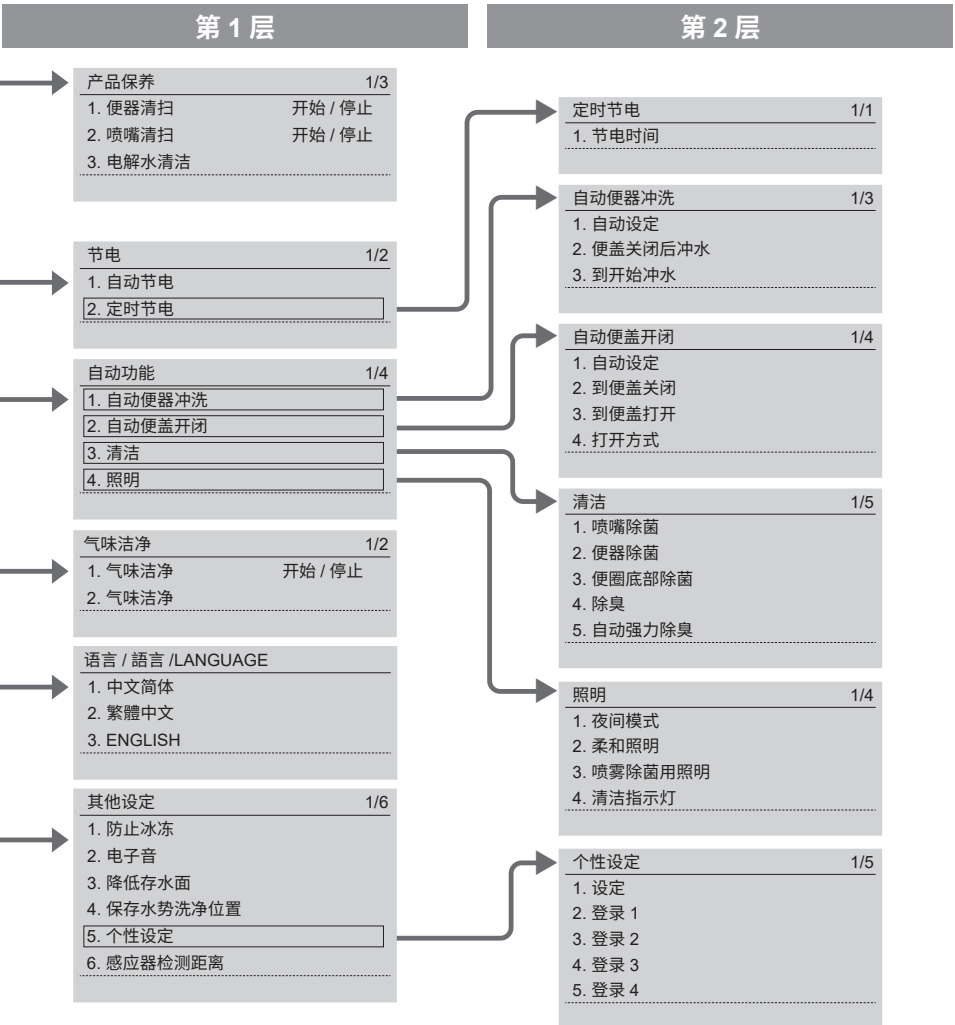 第 1 层
第 2 层
产品保养 1/3
1. 便器清扫 开始 / 停止
2. 喷嘴清扫 开始 / 停止
3. 电解水清洁
节电 1/2
1. 自动节电
2. 定时节电
自动功能 1/4
1. 自动便器冲洗
2. 自动便盖开闭
3. 清洁
4. 照明
气味洁净 1/2
1. 气味洁净 开始 / 停止
2. 气味洁净
语言 / 語言 /LANGUAGE
1. 中文简体
2. 繁體中文
3. ENGLISH
其他设定 1/6
1. 防止冰冻
2. 电子音
3. 降低存水面
4. 保存水势洗净位置
5. 个性设定
6. 感应器检测距离
定时节电 1/1
1. 节电时间
自动便器冲洗 1/3
1. 自动设定
2. 便盖关闭后冲水
3. 到开始冲水
自动便盖开闭 1/4
1. 自动设定
2. 到便盖关闭
3. 到便盖打开
4. 打开方式
清洁 1/5
1. 喷嘴除菌
2. 便器除菌
3. 便圈底部除菌
4. 除臭
5. 自动强力除臭
照明 1/4
1. 夜间模式
2. 柔和照明
3. 喷雾除菌用照明
4. 清洁指示灯
个性设定 1/5
1. 设定
2. 登录 1
3. 登录 2
4. 登录 3
5. 登录 4